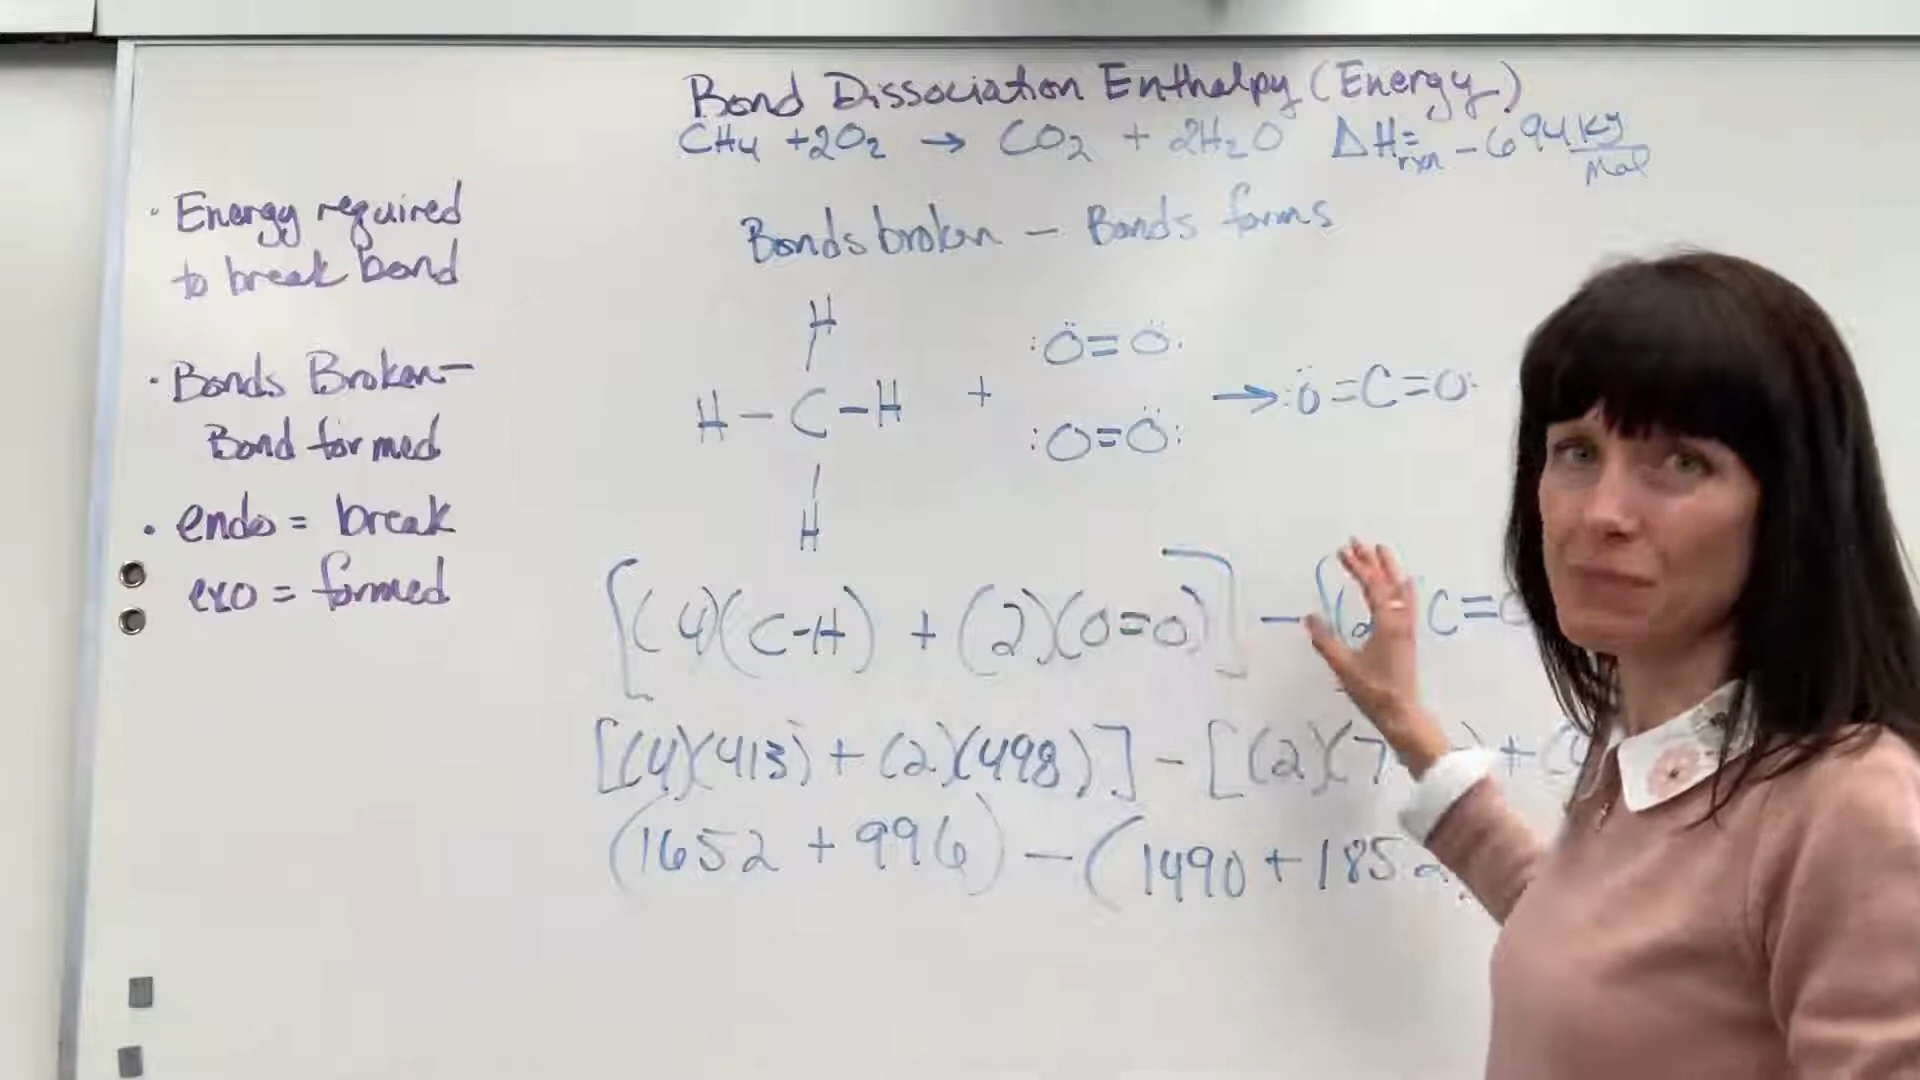 Bond Dissociation Enthalpy (Energy)
CH4 + 2O2 → CO2 + 2H2O ΔHrxn = -694 KJ/Mol
· Energy required
to break bond
Bonds broken - Bonds forms
· Bonds Broken-
Bond formed
· endo = break
exo = formed
H
H-C-H + :Ö=Ö: → :Ö=C=O:
:O=Ö:
H
[(4)(C-H) + (2)(O=O)] - [(2) C=O
[(4)(413) + (2)(498)] - [(2)(7
(1652 + 996) - (1490 + 1852